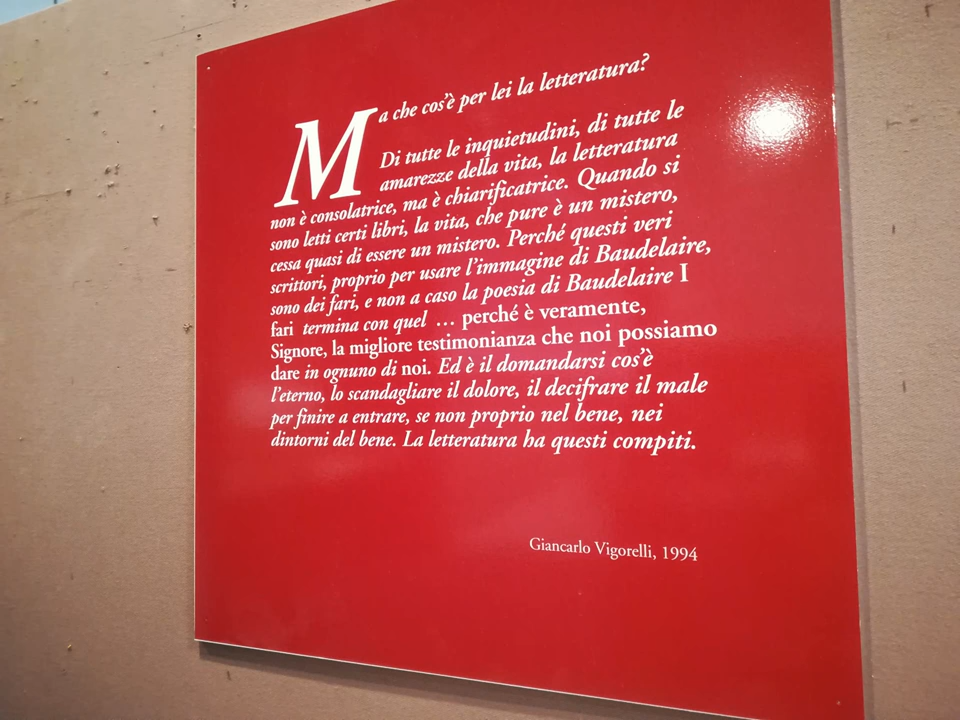 Ma che cos'è per lei la letteratura?
Di tutte le inquietudini, di tutte le
amarezze della vita, la letteratura
non è consolatrice, ma è chiarificatrice. Quando si
sono letti certi libri, la vita, che pure è un mistero,
cessa quasi di essere un mistero. Perché questi veri
scrittori, proprio per usare l'immagine di Baudelaire,
sono dei fari, e non a caso la poesia di Baudelaire I
fari termina con quel ... perché è veramente,
Signore, la migliore testimonianza che noi possiamo
dare in ognuno di noi. Ed è il domandarsi cos'è
l'eterno, lo scandagliare il dolore, il decifrare il male
per finire a entrare, se non proprio nel bene, nei
dintorni del bene. La letteratura ha questi compiti.
Giancarlo Vigorelli, 1994